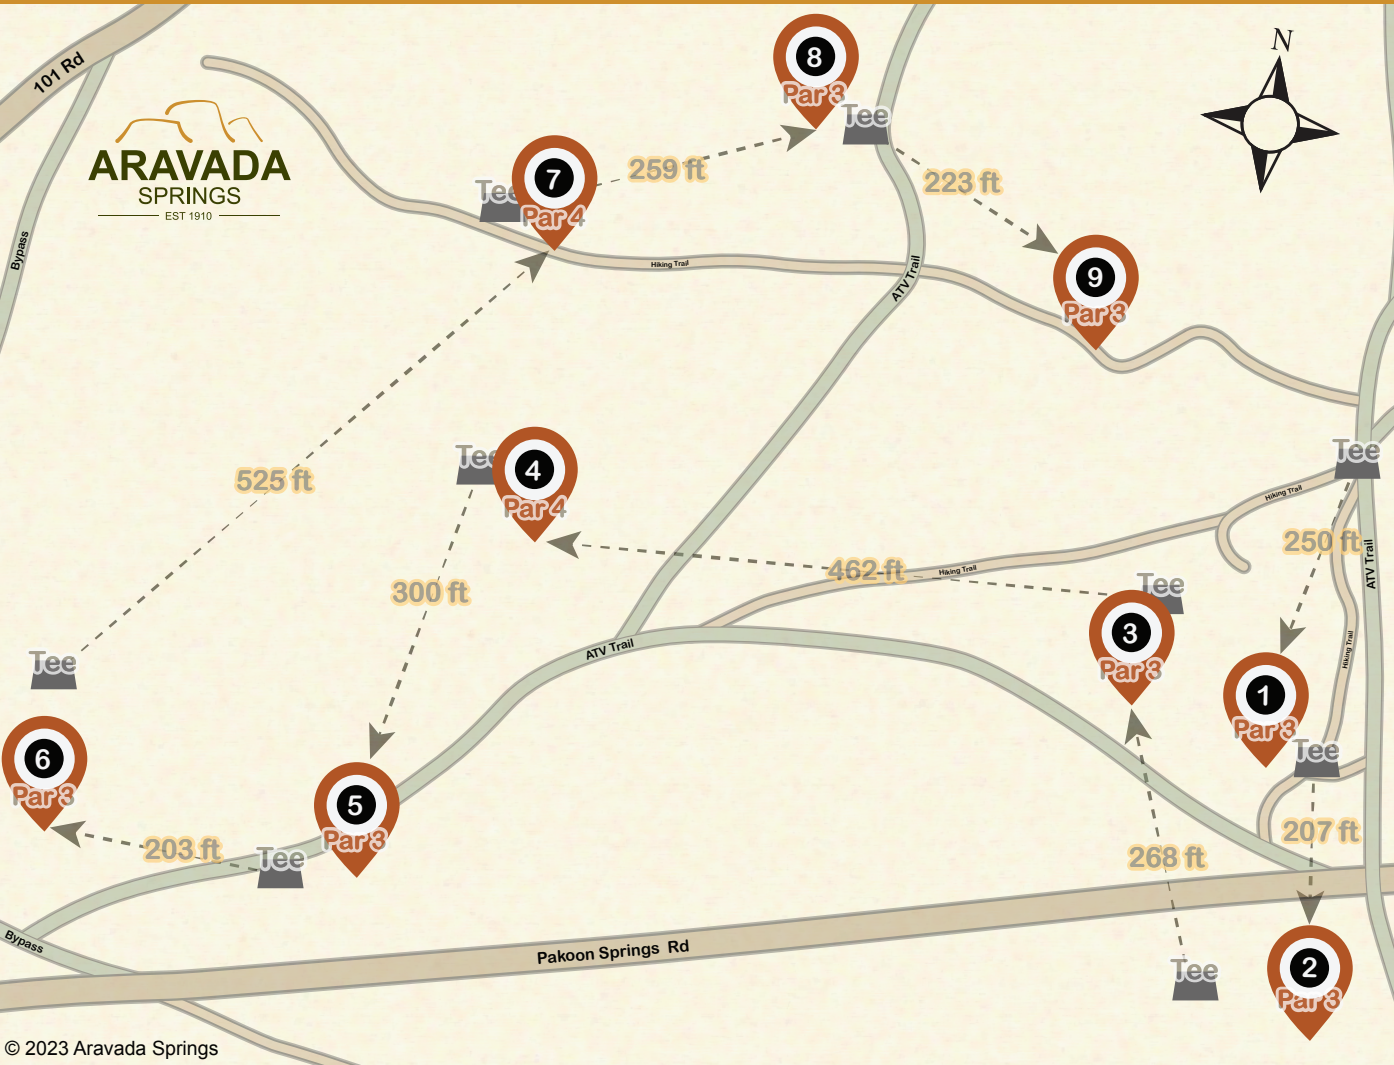 101 Rd
ARAVADA
SPRINGS
EST 1910
Bypass
N
8
Par 3
Tee
259 ft
7
Par 4
Tee
223 ft
9
Par 3
Hiking Trail
ATV Trail
525 ft
Tee
4
Par 4
Tee
Hiking Trail
250 ft
ATV Trail
462 ft
Hiking Trail
Tee
300 ft
3
Par 3
Hiking Trail
ATV Trail
Tee
1
Par 3
Tee
6
Par 3
5
Par 3
203 ft
Tee
207 ft
268 ft
Bypass
Pakoon Springs Rd
Tee
2
Par 3
© 2023 Aravada Springs